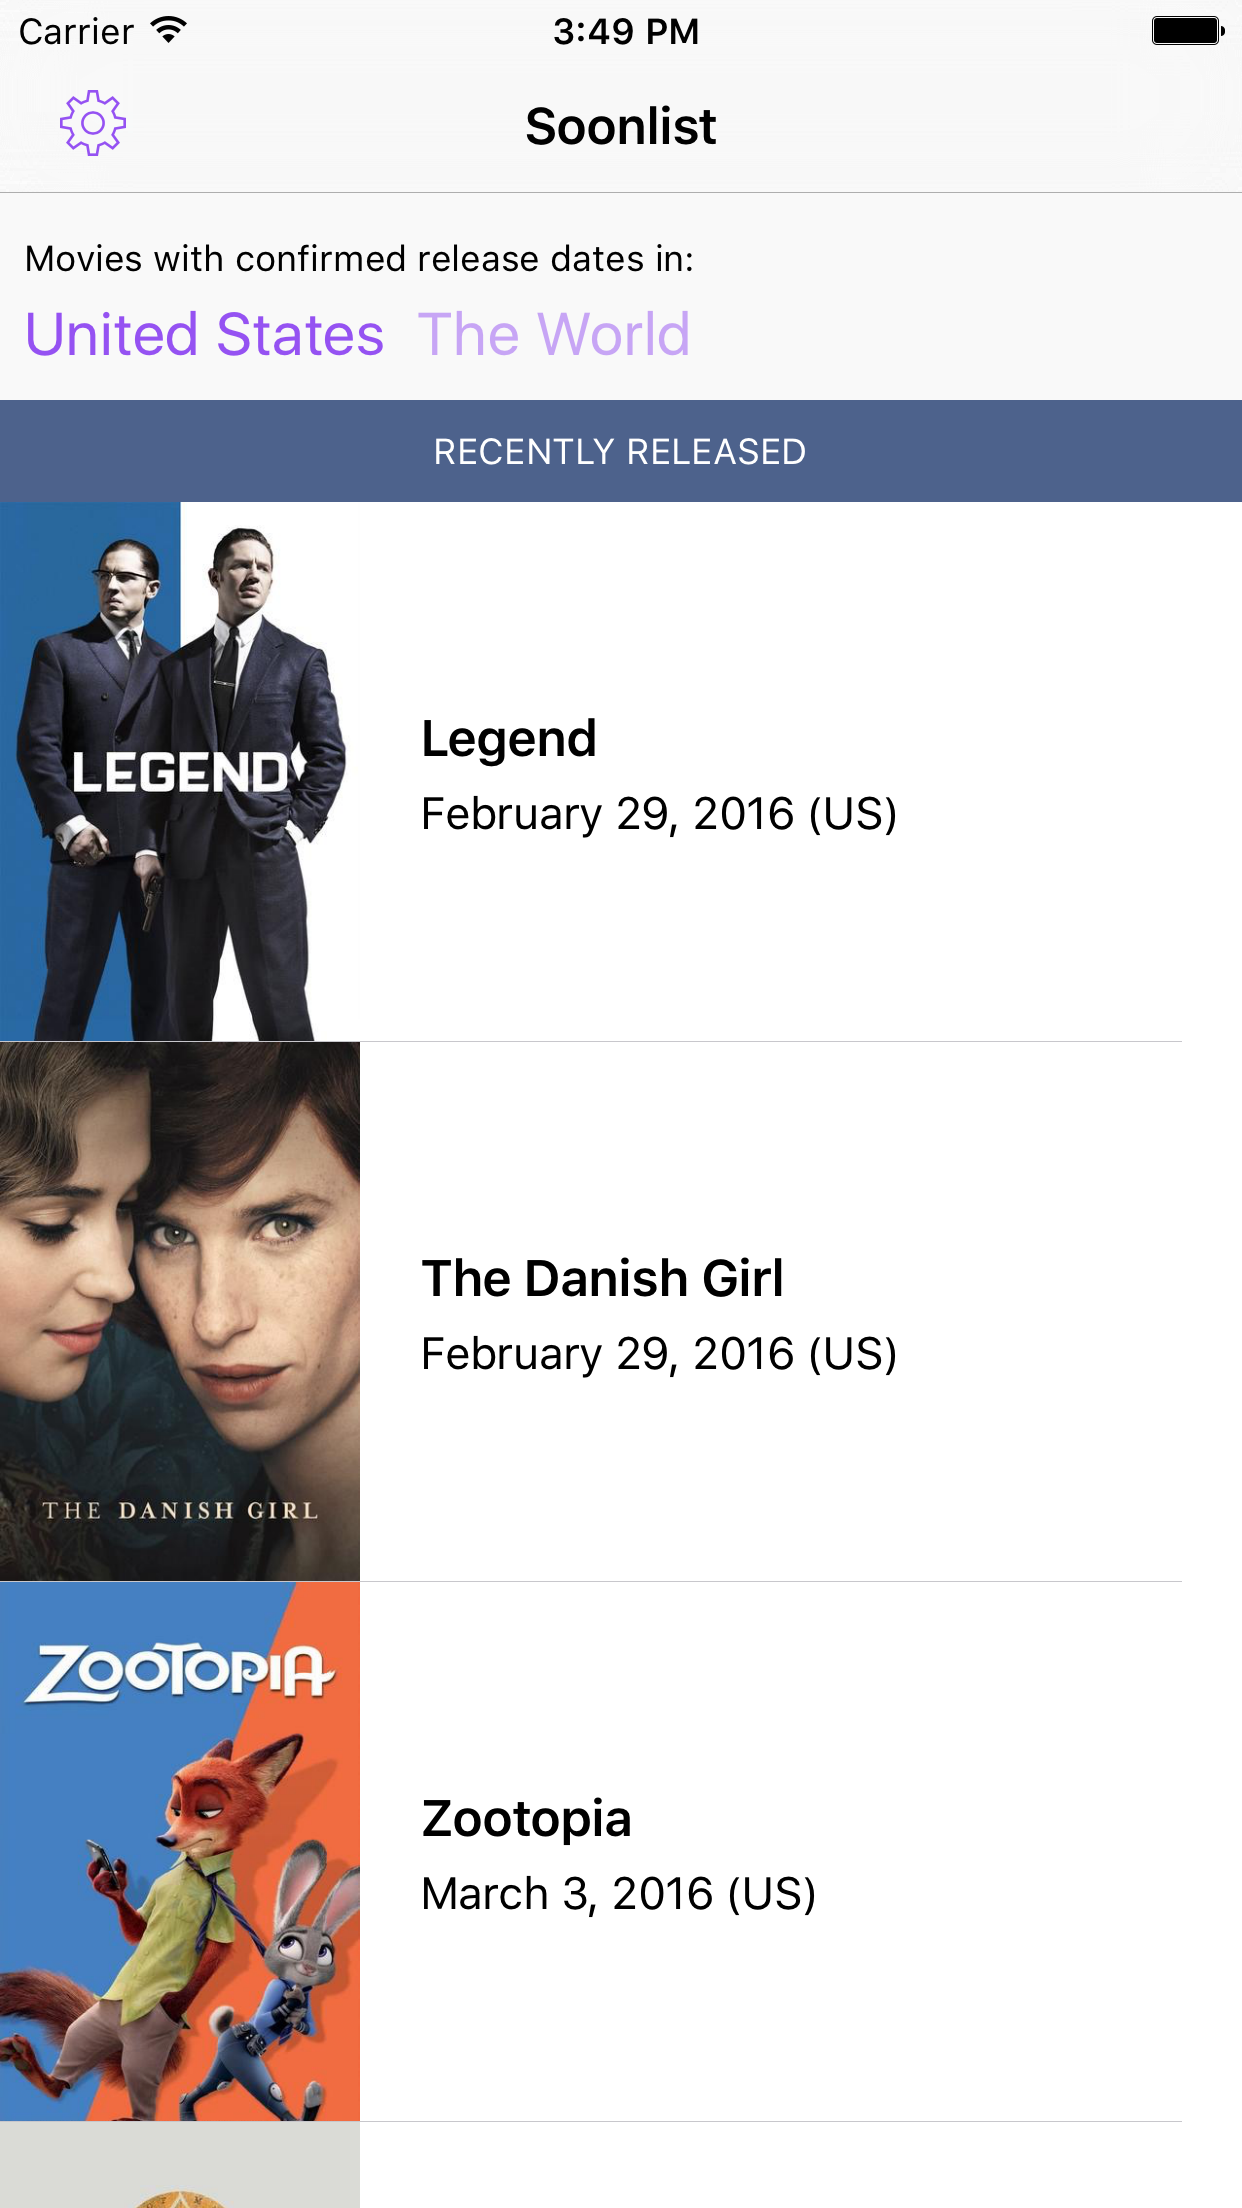 Carrier 3:49 PM
Soonlist
Movies with confirmed release dates in:
United States The World
RECENTLY RELEASED
LEGEND
Legend
February 29, 2016 (US)
The Danish Girl
February 29, 2016 (US)
THE DANISH GIRL
ZOOTOPIA
Zootopia
March 3, 2016 (US)